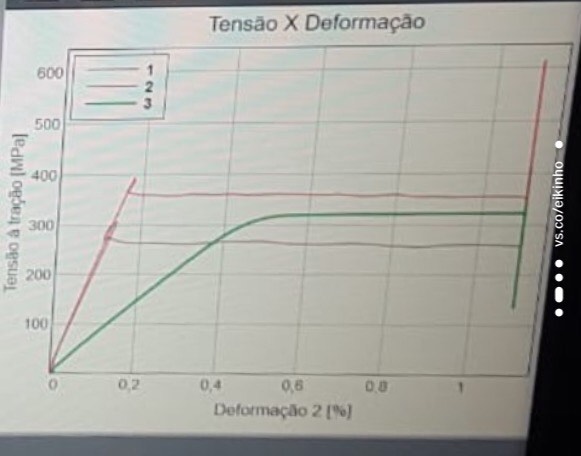 Tensão X Deformação
1
2
3
600
500
400
300
200
100
Tensão à tração [MPa]
0 0,2 0,4 0,6 0,8 1
Deformação 2 [%]
vs.co/eikinho